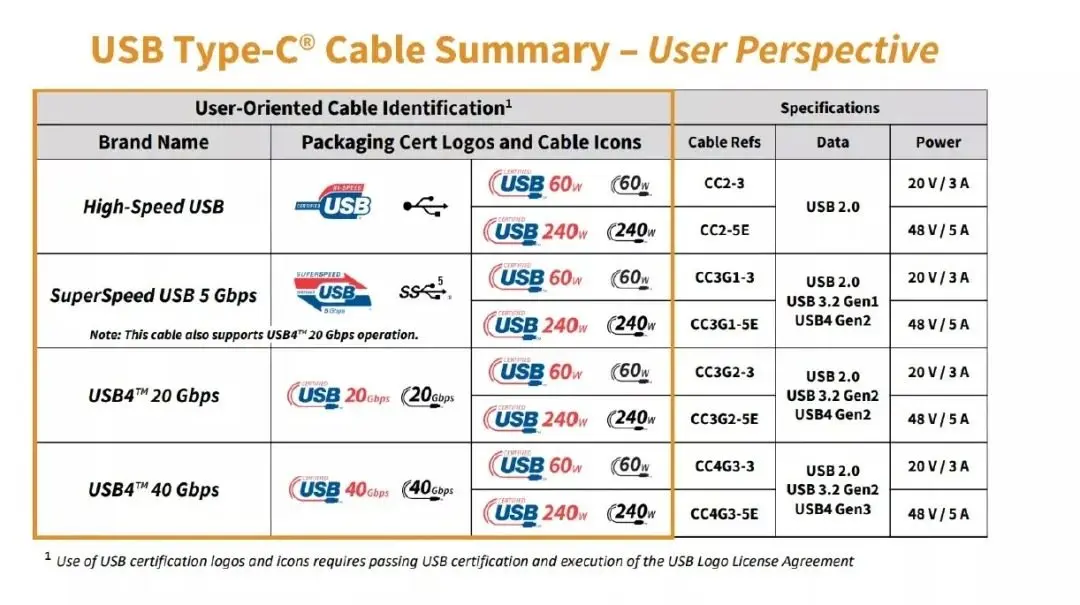 USB Type-C® Cable Summary – User Perspective
User-Oriented Cable Identification¹ Specifications
Brand Name Packaging Cert Logos and Cable Icons Cable Refs Data Power
High-Speed USB
HI-SPEED
CERTIFIED USB
CERTIFIED
USB 60W 60W CC2-3 USB 2.0 20 V / 3 A
CERTIFIED
USB 240W 240W CC2-5E 48 V / 5 A
SuperSpeed USB 5 Gbps
SUPERSPEED
USB
5 Gbps
SS 5
CERTIFIED
USB 60W 60W CC3G1-3 20 V / 3 A
CERTIFIED
USB 240W 240W CC3G1-5E 48 V / 5 A
USB 2.0
USB 3.2 Gen1
USB4 Gen2
Note: This cable also supports USB4™ 20 Gbps operation.
USB4™ 20 Gbps
CERTIFIED
USB 20Gbps 20Gbps
CERTIFIED
USB 60W 60W CC3G2-3 20 V / 3 A
CERTIFIED
USB 240W 240W CC3G2-5E 48 V / 5 A
USB 2.0
USB 3.2 Gen2
USB4 Gen2
USB4™ 40 Gbps
CERTIFIED
USB 40Gbps 40Gbps
CERTIFIED
USB 60W 60W CC4G3-3 20 V / 3 A
CERTIFIED
USB 240W 240W CC4G3-5E 48 V / 5 A
USB 2.0
USB 3.2 Gen2
USB4 Gen3
¹ Use of USB certification logos and icons requires passing USB certification and execution of the USB Logo License Agreement